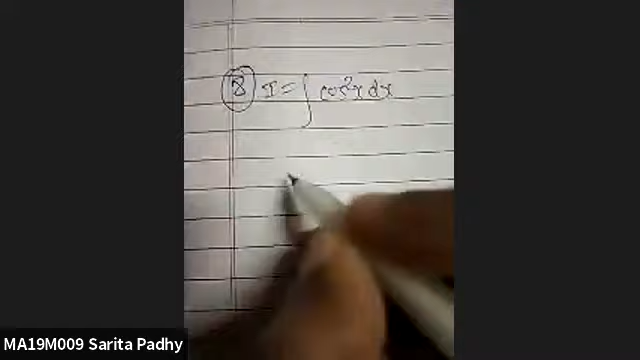 8 I = ∫ cos²x dx
MA19M009 Sarita Padhy